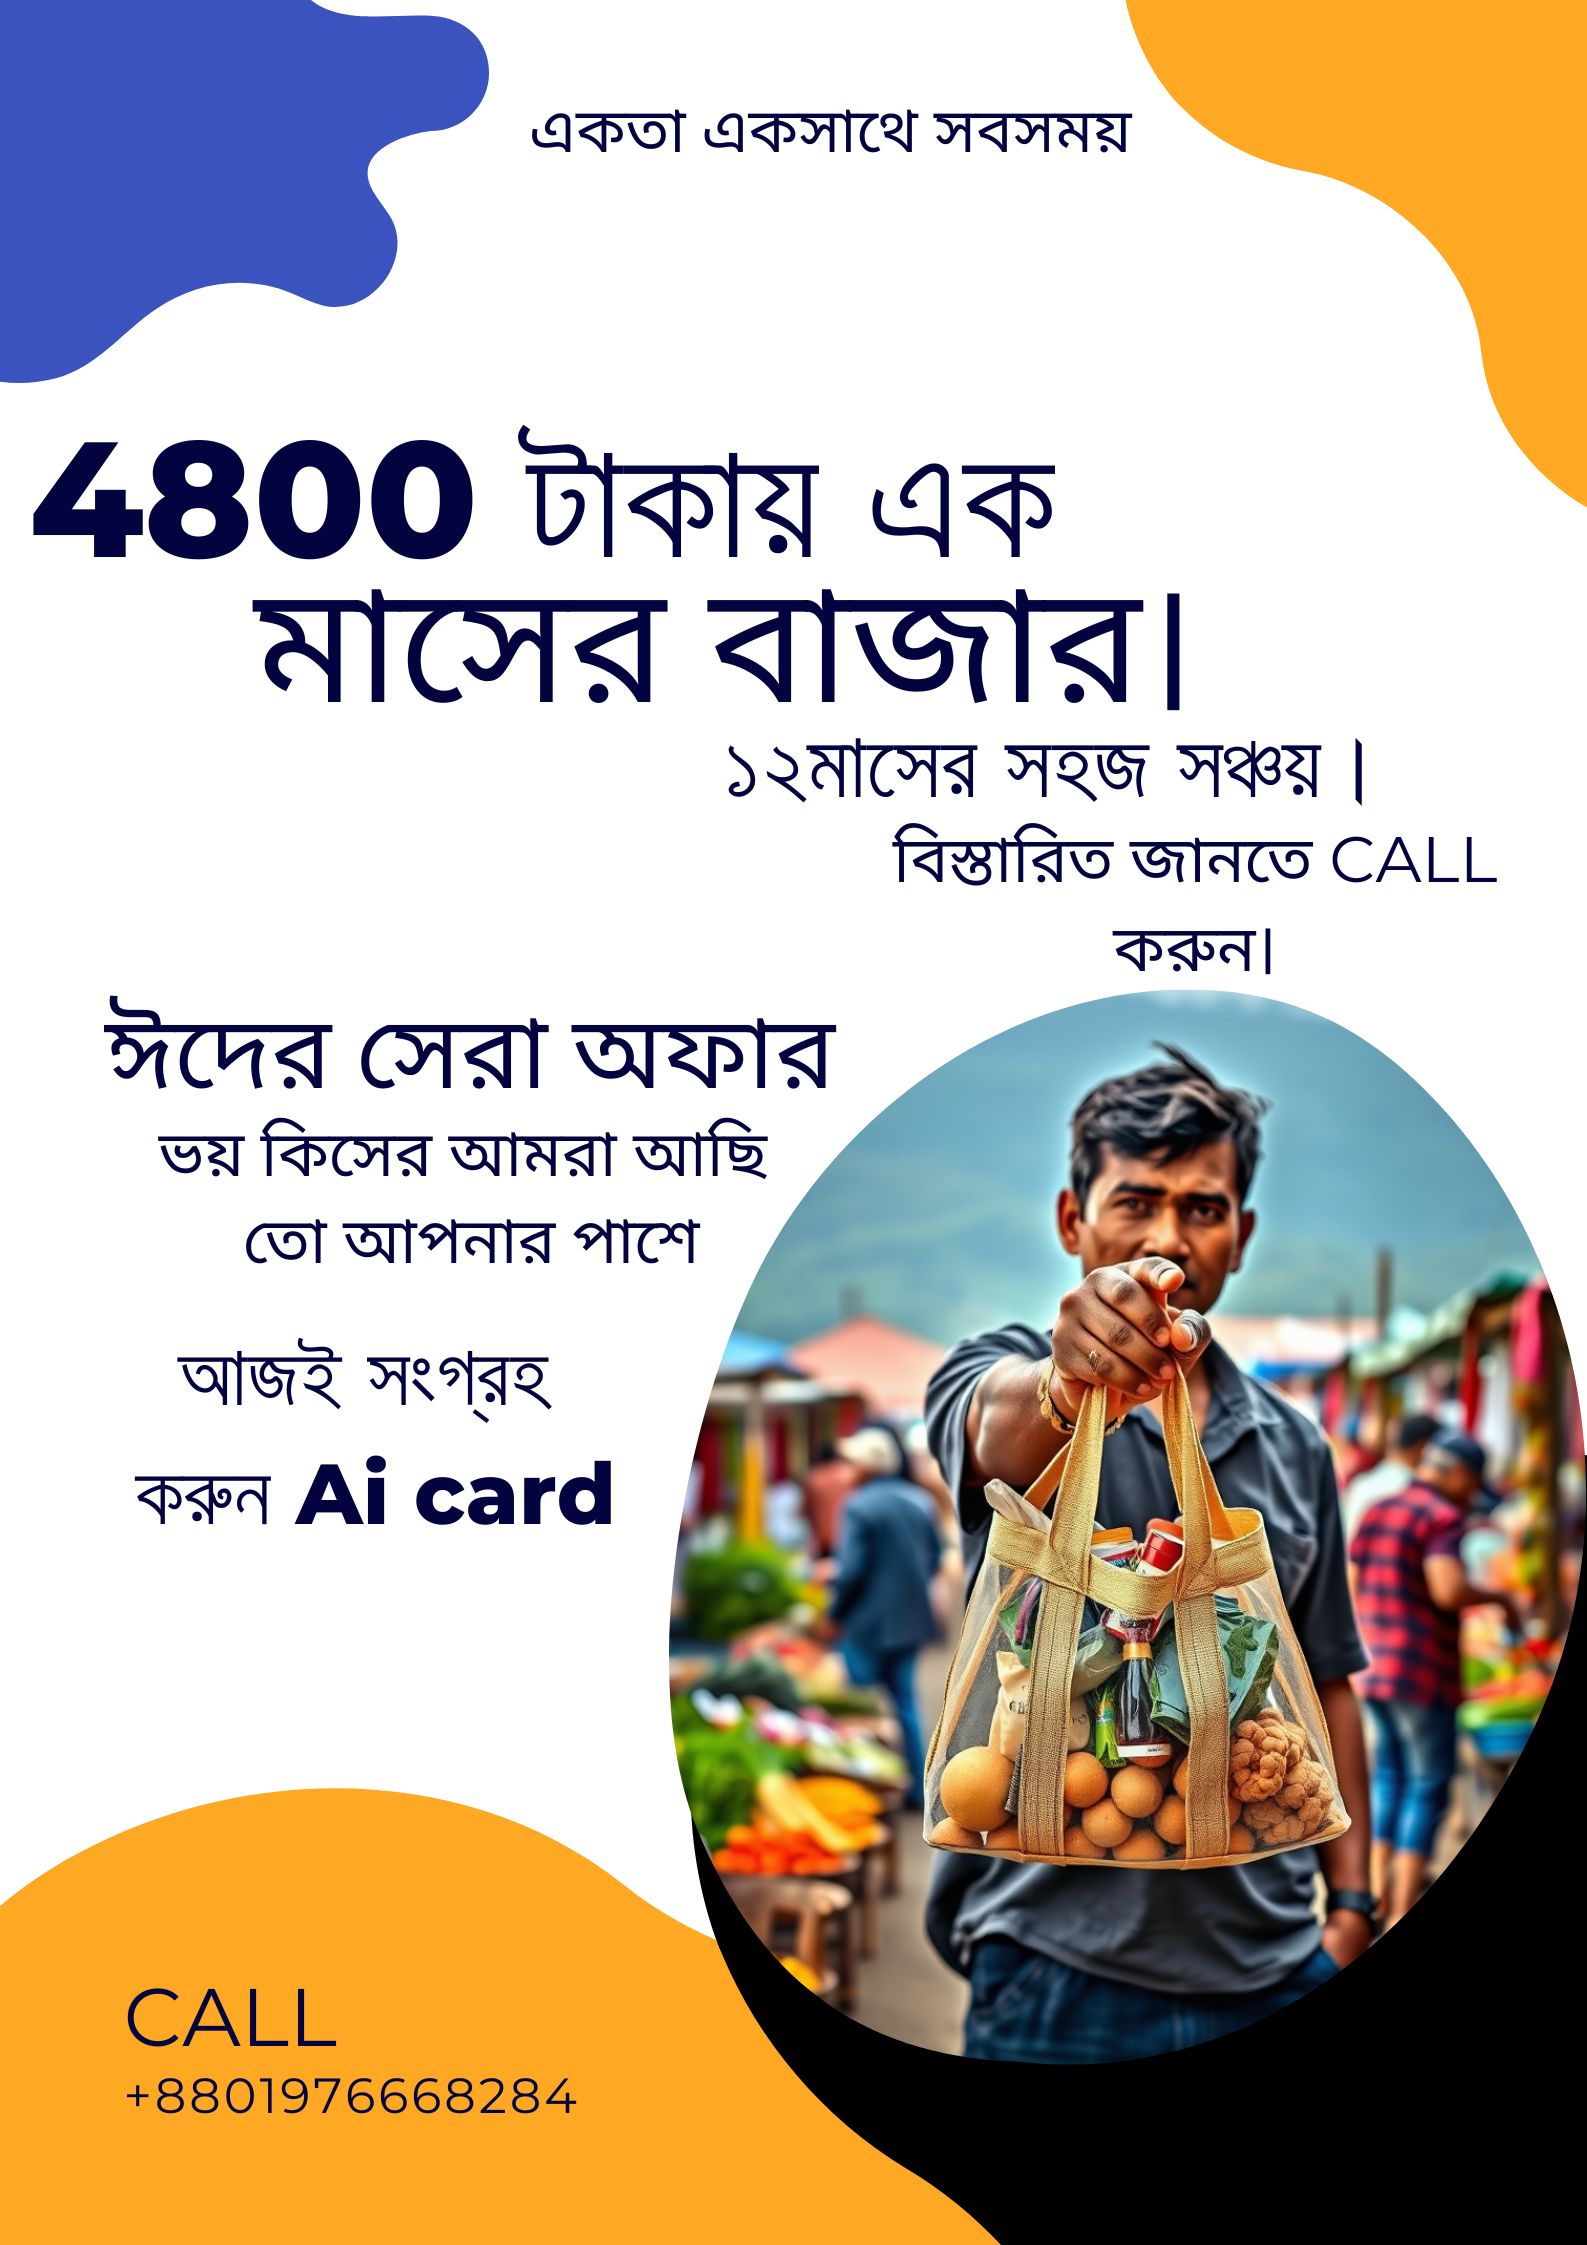 একতা একসাথে সবসময়
4800 টাকায় এক
মাসের বাজার।
১২মাসের সহজ সঞ্চয়।
বিস্তারিত জানতে CALL
করুন।
ঈদের সেরা অফার
ভয় কিসের আমরা আছি
তো আপনার পাশে
আজই সংগ্রহ
করুন Ai card
CALL
+8801976668284